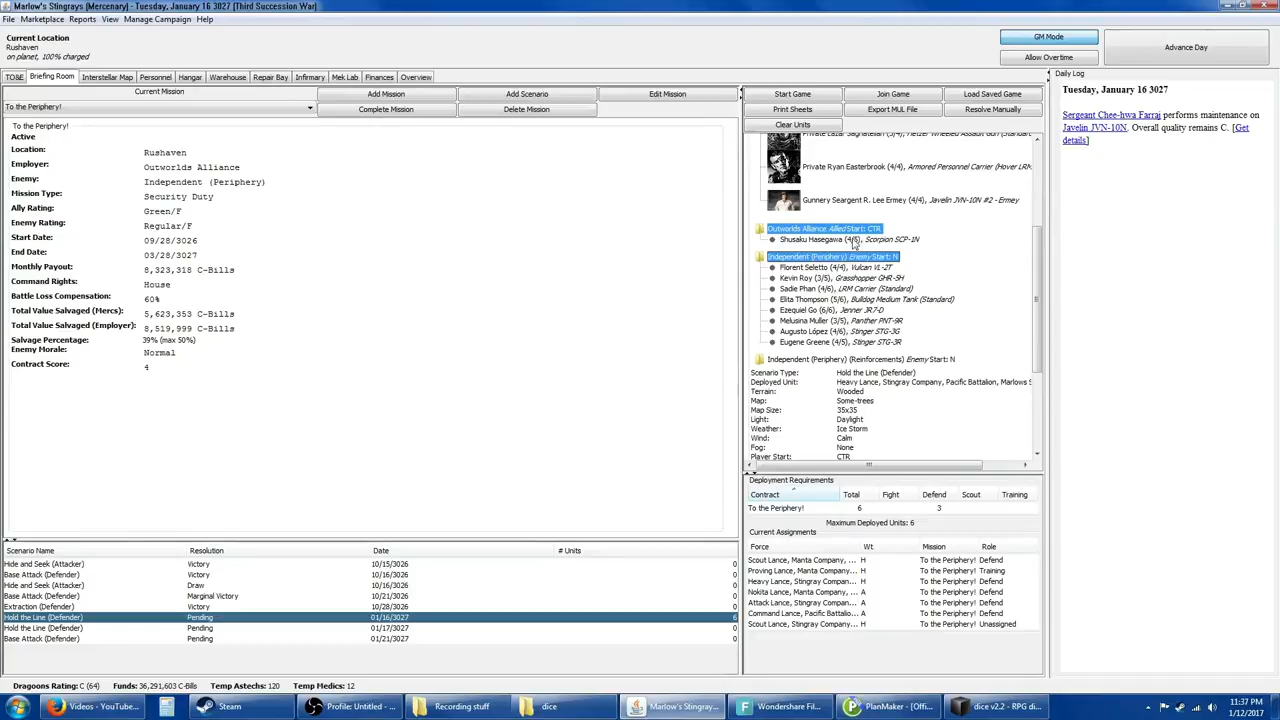 Marlow's Stingrays (Mercenary) - Tuesday, January 16 3027 (Third Succession War)
File Marketplace Reports View Manage Campaign Help
Current Location
Rushaven
on planet, 100% charged
GM Mode
Allow Overtime
Advance Day
TO&E Briefing Room Interstellar Map Personnel Hangar Warehouse Repair Bay Infirmary Mek Lab Finances Overview
Current Mission
To the Periphery!
Add Mission Add Scenario Edit Mission
Complete Mission Delete Mission
To the Periphery!
Active
Location: Rushaven
Employer: Outworlds Alliance
Enemy: Independent (Periphery)
Mission Type: Security Duty
Ally Rating: Green/F
Enemy Rating: Regular/F
Start Date: 09/28/3026
End Date: 03/28/3027
Monthly Payout: 8,323,318 C-Bills
Command Rights: House
Battle Loss Compensation: 60%
Total Value Salvaged (Mercs): 5,623,353 C-Bills
Total Value Salvaged (Employer): 8,519,999 C-Bills
Salvage Percentage: 39% (max 50%)
Enemy Morale: Normal
Contract Score: 4
Scenario Name Resolution Date # Units
Hide and Seek (Attacker) Victory 10/15/3026 0
Base Attack (Defender) Victory 10/16/3026 0
Hide and Seek (Attacker) Draw 10/16/3026 0
Base Attack (Defender) Marginal Victory 10/21/3026 0
Extraction (Defender) Victory 10/28/3026 0
Hold the Line (Defender) Pending 01/16/3027 6
Hold the Line (Defender) Pending 01/17/3027 0
Base Attack (Defender) Pending 01/21/3027 0
Start Game Join Game Load Saved Game
Print Sheets Export MUL File Resolve Manually
Clear Units
Private Ryan Easterbrook (4/4), Armored Personnel Carrier (Hover LRM
Gunnery Seargent R. Lee Ermey (4/4), Javelin JVN-10N #2 - Ermey
Outworlds Alliance Allied Start: CTR
Shusaku Hasegawa (4/5), Scorpion SCP-1N
Independent (Periphery) Enemy Start: N
Florent Seletto (4/4), Vulcan VL-2T
Kevin Roy (3/5), Grasshopper GHR-5H
Sadie Phan (4/6), LRM Carrier (Standard)
Elita Thompson (5/6), Bulldog Medium Tank (Standard)
Ezequiel Go (6/6), Jenner JR7-D
Melusina Muller (3/5), Panther PNT-9R
Augusto López (4/6), Stinger STG-3G
Eugene Greene (4/5), Stinger STG-3R
Independent (Periphery) (Reinforcements) Enemy Start: N
Scenario Type: Hold the Line (Defender)
Deployed Unit: Heavy Lance, Stingray Company, Pacific Battalion, Marlows S
Terrain: Wooded
Map: Some-trees
Map Size: 35x35
Light: Daylight
Weather: Ice Storm
Wind: Calm
Fog: None
Player Start: CTR
Deployment Requirements
Contract Total Fight Defend Scout Training
To the Periphery! 6 3
Maximum Deployed Units: 6
Current Assignments
Force Wt Mission Role
Scout Lance, Manta Company,... H To the Periphery! Defend
Proving Lance, Manta Company... H To the Periphery! Training
Heavy Lance, Stingray Company... H To the Periphery! Defend
Nokita Lance, Manta Company,... A To the Periphery! Defend
Attack Lance, Stingray Compan... A To the Periphery! Defend
Command Lance, Pacific Battalio... A To the Periphery! Defend
Scout Lance, Stingray Company... H To the Periphery! Unassigned
Daily Log
Tuesday, January 16 3027
Sergeant Chee-hwa Farraj performs maintenance on
Javelin JVN-10N. Overall quality remains C. [Get
details]
Dragoons Rating: C (64) Funds: 36,291,603 C-Bills Temp Astechs: 120 Temp Medics: 12
Videos - YouTub... Steam Profile: Untitled - ... Recording stuff dice Marlow's Stingray... Wondershare Fil... PlanMaker - [Offi... dice v2.2 - RPG di...
11:37 PM
1/12/2017